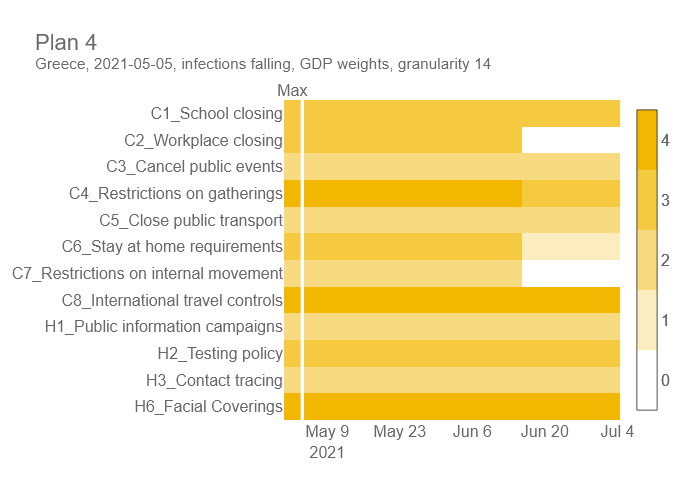 Plan 4
Greece, 2021-05-05, infections falling, GDP weights, granularity 14
Max
C1_School closing
C2_Workplace closing
C3_Cancel public events
C4_Restrictions on gatherings
C5_Close public transport
C6_Stay at home requirements
C7_Restrictions on internal movement
C8_International travel controls
H1_Public information campaigns
H2_Testing policy
H3_Contact tracing
H6_Facial Coverings
4
3
2
1
0
May 9 May 23 Jun 6 Jun 20 Jul 4
2021